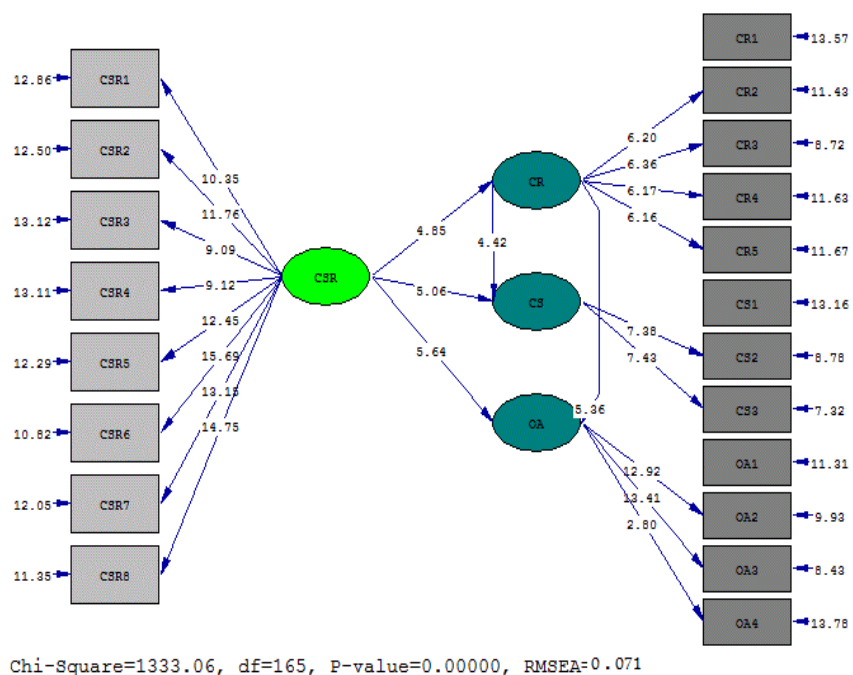 CR1 13.57
12.86 CSR1
CR2 11.43
6.20
12.50 CSR2
CR3 8.72
6.36
10.35
CR
CR4 11.63
6.17
11.76
13.12 CSR3
6.16
4.85
CR5 11.67
4.42
9.09
13.11 CSR4
9.12
CSR
5.06
CS
CS1 13.16
12.45
7.38
5.64
CS2 8.78
12.29 CSR5
15.69
7.43
13.15
5.36
CS3 7.32
14.75
OA
10.82 CSR6
OA1 11.31
12.92
13.41
12.05 CSR7
OA2 9.93
2.80
OA3 8.43
11.35 CSR8
OA4 13.78
Chi-Square=1333.06, df=165, P-value=0.00000, RMSEA=0.071